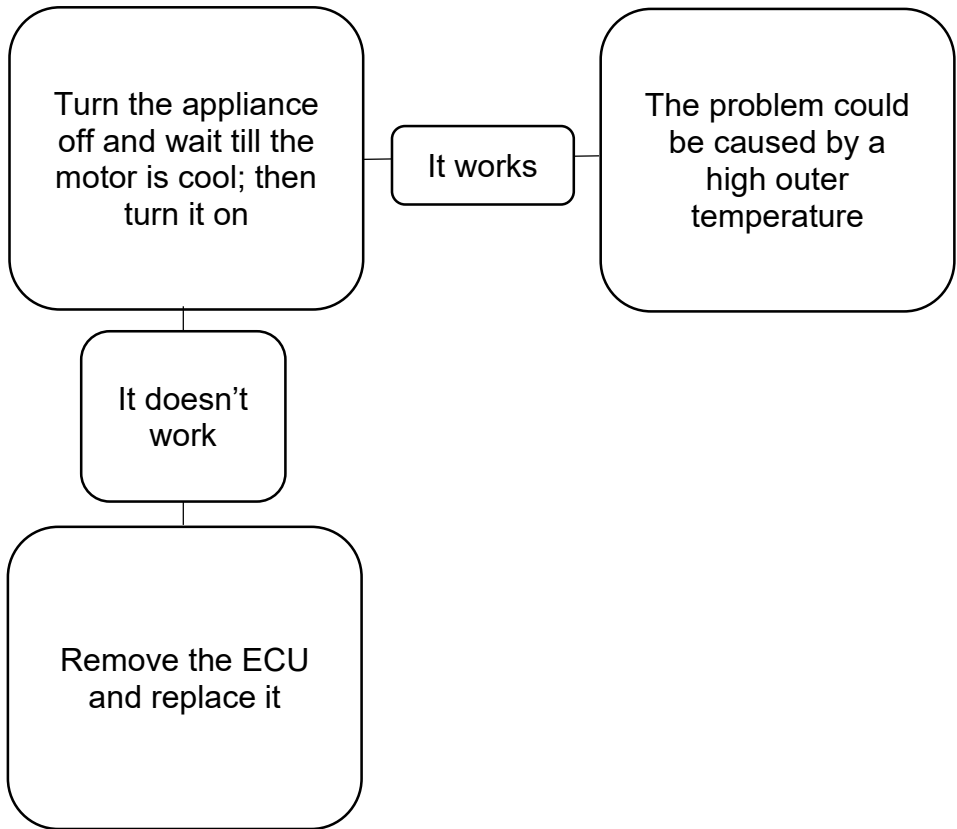 Turn the appliance
off and wait till the
motor is cool; then
turn it on
It works
The problem could
be caused by a
high outer
temperature
It doesn’t
work
Remove the ECU
and replace it